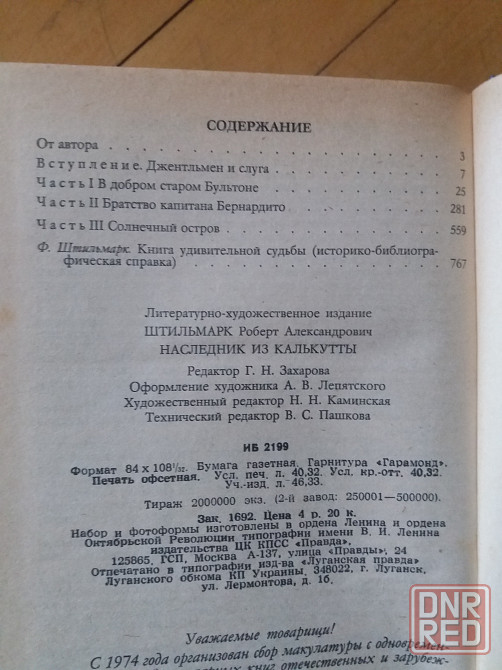 СОДЕРЖАНИЕ
От автора . . . . . . . . . . . . . . . 3
Вступление. Джентльмен и слуга . . . . . . . 7
Часть I В добром старом Бультоне . . . . . . . 25
Часть II Братство капитана Бернардито . . . . . . 281
Часть III Солнечный остров . . . . . . . . . 559
Ф. Штильмарк. Книга удивительной судьбы (историко-библиогра-
фическая справка) . . . . . . . . . . . . 767
Литературно-художественное издание
ШТИЛЬМАРК Роберт Александрович
НАСЛЕДНИК ИЗ КАЛЬКУТТЫ
Редактор Г. Н. Захарова
Оформление художника А. В. Лепятского
Художественный редактор Н. Н. Каминская
Технический редактор В. С. Пашкова
ИБ 2199
Формат 84 × 108 1/32. Бумага газетная. Гарнитура «Гарамонд».
Печать офсетная. Усл. печ. л. 40,32. Усл. кр.-отт. 40,32.
Уч.-изд. л. 46,33.
Тираж 2000000 экз. (2-й завод: 250001—500000).
Зак. 1692. Цена 4 р. 20 к.
Набор и фотоформы изготовлены в ордена Ленина и ордена
Октябрьской Революции типографии имени В. И. Ленина
издательства ЦК КПСС «Правда».
125865, ГСП, Москва А-137, улица «Правды», 24
Отпечатано в типографии изд-ва «Луганская правда»
Луганского обкома КП Украины, 348022, г. Луганск,
ул. Лермонтова, д. 1б.
Уважаемые товарищи!
С 1974 года организован сбор макулатуры с одновремен-
книг отечественных и зарубеж-
DNR
RED